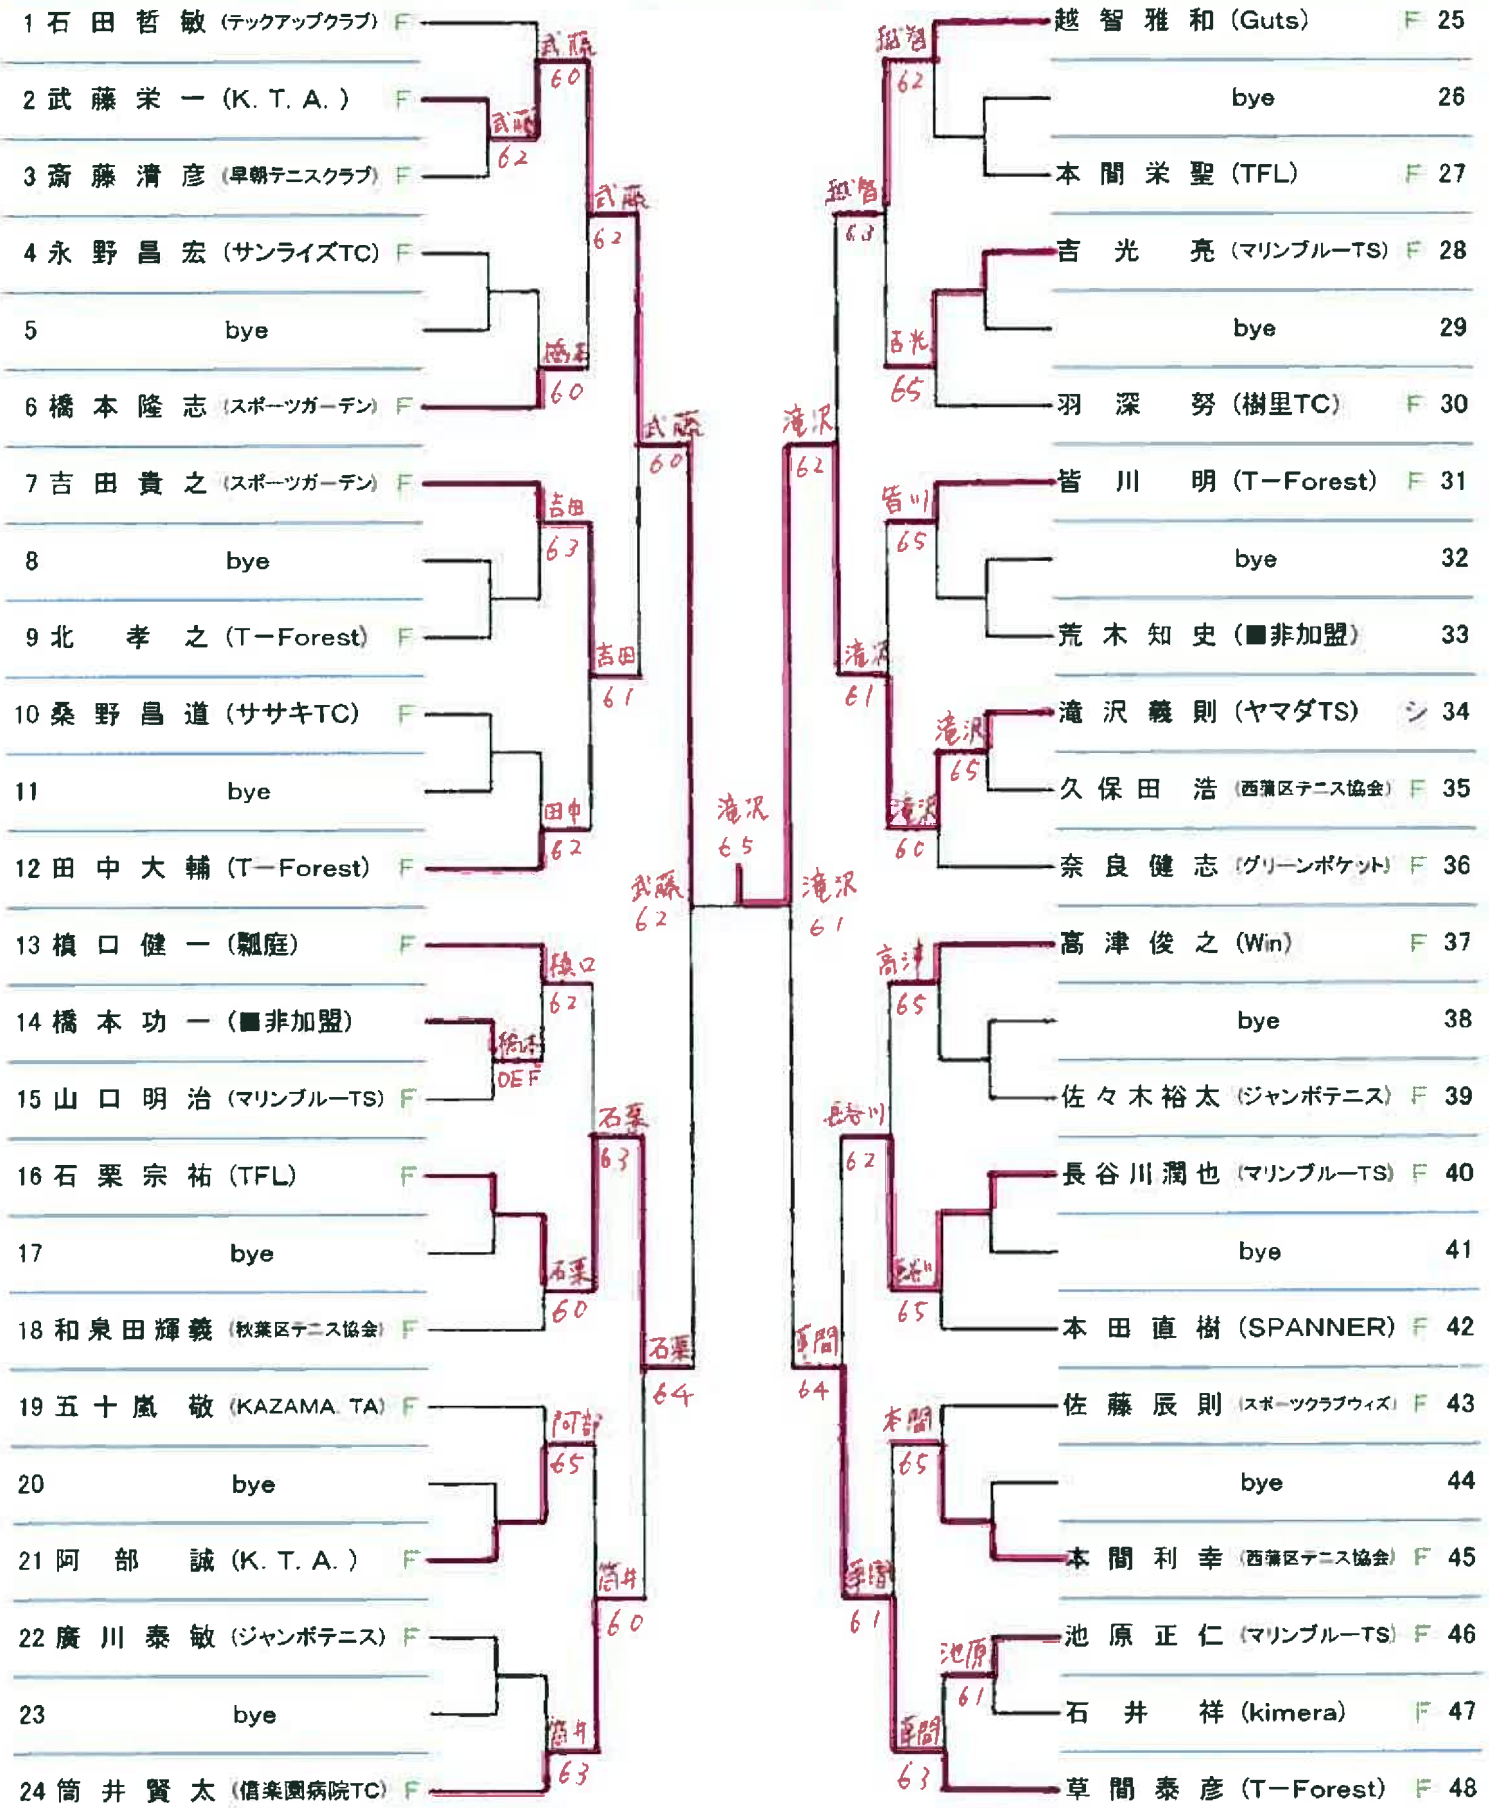 1 石田哲敏 (テックアップクラブ) F
2 武藤栄一 (K.T.A.) F
3 斎藤清彦 (早朝テニスクラブ) F
4 永野昌宏 (サンライズTC) F
5 bye
6 橋本隆志 (スポーツガーデン) F
7 吉田貴之 (スポーツガーデン) F
8 bye
9 北孝之 (T-Forest) F
10 桑野昌道 (ササキTC) F
11 bye
12 田中大輔 (T-Forest) F
13 槙口健一 (瓢庭) F
14 橋本功一 (■非加盟)
15 山口明治 (マリンブルーTS) F
16 石栗宗祐 (TFL) F
17 bye
18 和泉田輝義 (秋葉区テニス協会) F
19 五十嵐敬 (KAZAMA.TA) F
20 bye
21 阿部誠 (K.T.A.) F
22 廣川泰敏 (ジャンボテニス) F
23 bye
24 筒井賢太 (信楽園病院TC) F
武藤
60
武藤
62
武藤
62
60
武藤
60
吉田
63
吉田
61
田中
62
武藤
62
槙口
62
橋本
DEF
石栗
63
石栗
60
石栗
64
阿部
65
筒井
60
筒井
63
滝沢
65
滝沢
61
越智
62
越智
63
吉光
65
滝沢
62
皆川
65
滝沢
61
滝沢
65
滝沢
60
高津
65
長谷川
62
長谷川
65
草間
64
本間
65
草間
61
池原
61
草間
63
越智雅和 (Guts) F 25
bye 26
本間栄聖 (TFL) F 27
吉光亮 (マリンブルーTS) F 28
bye 29
羽深努 (樹里TC) F 30
皆川明 (T-Forest) F 31
bye 32
荒木知史 (■非加盟) 33
滝沢義則 (ヤマダTS) シ 34
久保田浩 (西蒲区テニス協会) F 35
奈良健志 (グリーンポケット) F 36
高津俊之 (Win) F 37
bye 38
佐々木裕太 (ジャンボテニス) F 39
長谷川潤也 (マリンブルーTS) F 40
bye 41
本田直樹 (SPANNER) F 42
佐藤辰則 (スポーツクラブウィズ) F 43
bye 44
本間利幸 (西蒲区テニス協会) F 45
池原正仁 (マリンブルーTS) F 46
石井祥 (kimera) F 47
草間泰彦 (T-Forest) F 48